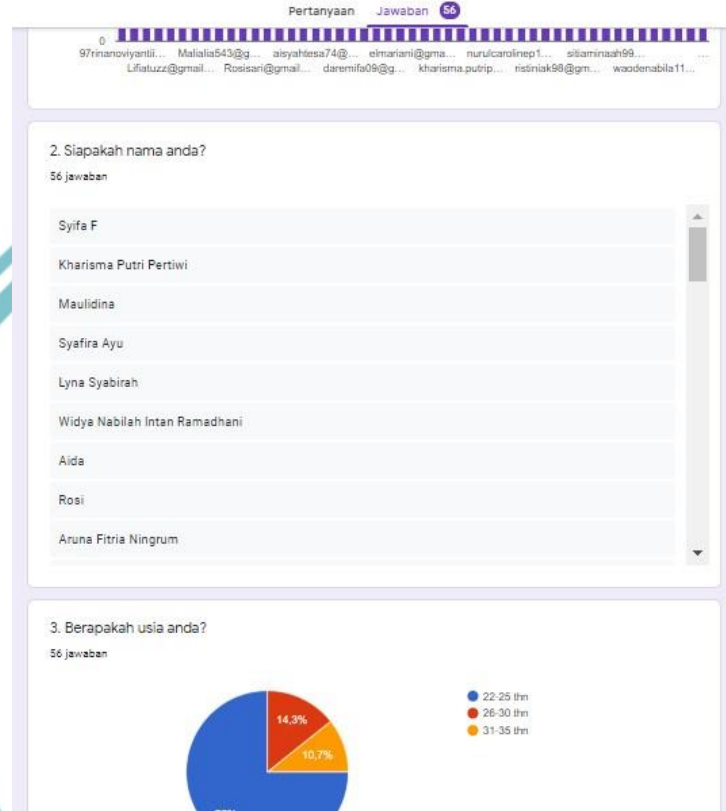 Pertanyaan Jawaban 56
0
97rinanoviyantii... Malialia543@g... aisyahtesa74@... elmariani@gma... nurulcarolinep1... sitiaminaah99... ...
Lifiatuzz@gmail... Rosisari@gmail... daremifa09@g... kharisma.putrip... ristiniak98@gm... waodenabila11...
2. Siapakah nama anda?
56 jawaban
Syifa F
Kharisma Putri Pertiwi
Maulidina
Syafira Ayu
Lyna Syabirah
Widya Nabilah Intan Ramadhani
Aida
Rosi
Aruna Fitria Ningrum
3. Berapakah usia anda?
56 jawaban
22-25 thn
26-30 thn
31-35 thn
14,3%
10,7%